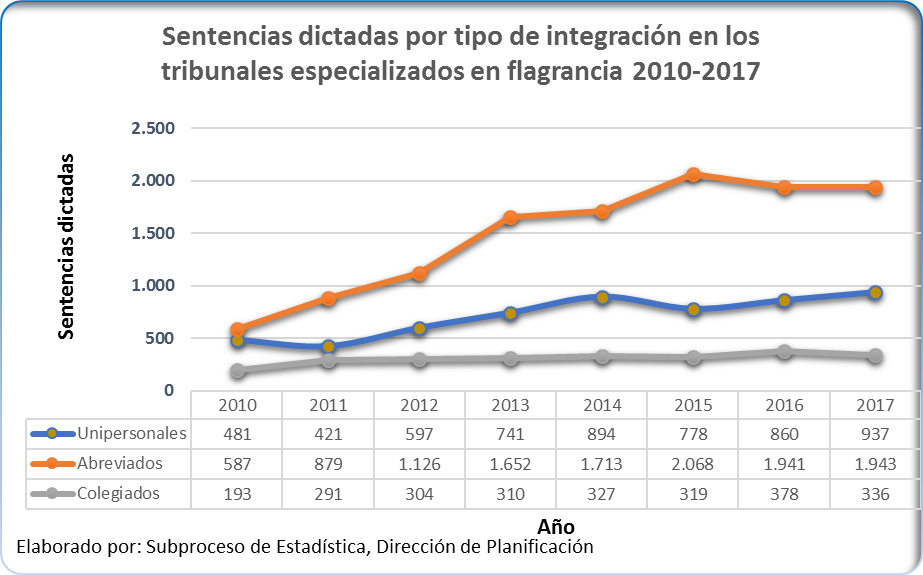 Sentencias dictadas por tipo de integración en los
tribunales especializados en flagrancia 2010-2017
Sentencias dictadas
2.500
2.000
1.500
1.000
500
0
2010 2011 2012 2013 2014 2015 2016 2017
Unipersonales 481 421 597 741 894 778 860 937
Abreviados 587 879 1.126 1.652 1.713 2.068 1.941 1.943
Colegiados 193 291 304 310 327 319 378 336
Año
Elaborado por: Subproceso de Estadística, Dirección de Planificación